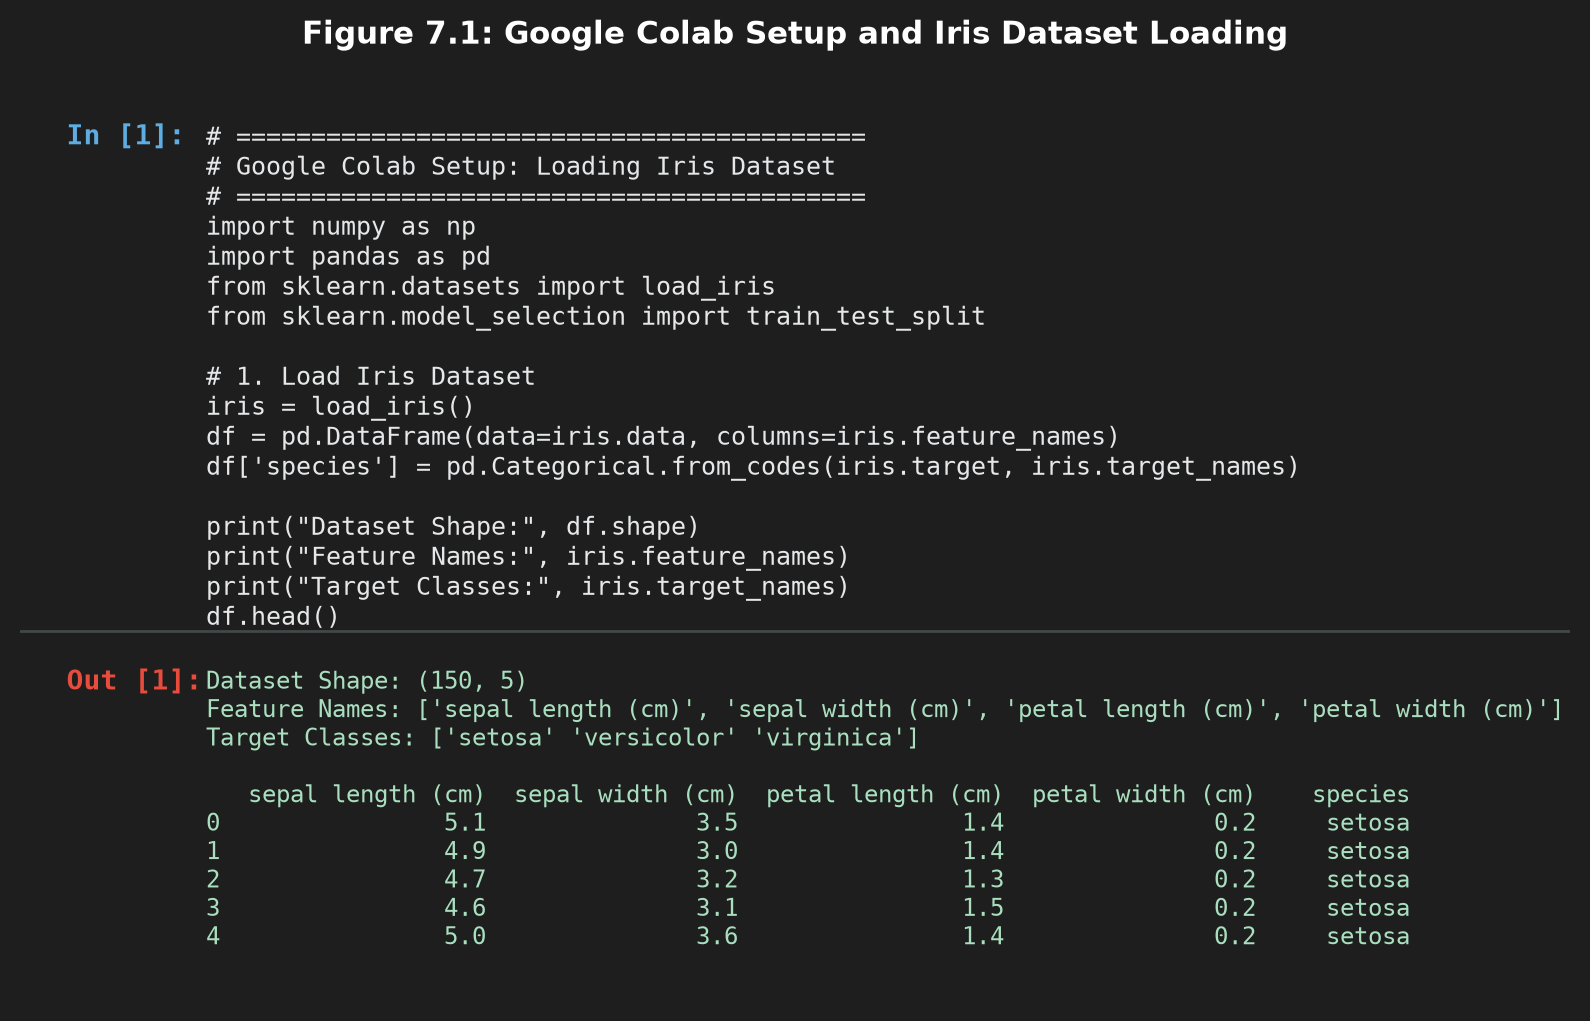 Figure 7.1: Google Colab Setup and Iris Dataset Loading
In [1]: # ==========================================
# Google Colab Setup: Loading Iris Dataset
# ==========================================
import numpy as np
import pandas as pd
from sklearn.datasets import load_iris
from sklearn.model_selection import train_test_split

# 1. Load Iris Dataset
iris = load_iris()
df = pd.DataFrame(data=iris.data, columns=iris.feature_names)
df['species'] = pd.Categorical.from_codes(iris.target, iris.target_names)

print("Dataset Shape:", df.shape)
print("Feature Names:", iris.feature_names)
print("Target Classes:", iris.target_names)
df.head()
Out [1]: Dataset Shape: (150, 5)
Feature Names: ['sepal length (cm)', 'sepal width (cm)', 'petal length (cm)', 'petal width (cm)']
Target Classes: ['setosa' 'versicolor' 'virginica']

   sepal length (cm)  sepal width (cm)  petal length (cm)  petal width (cm)    species
0                5.1               3.5                1.4               0.2     setosa
1                4.9               3.0                1.4               0.2     setosa
2                4.7               3.2                1.3               0.2     setosa
3                4.6               3.1                1.5               0.2     setosa
4                5.0               3.6                1.4               0.2     setosa